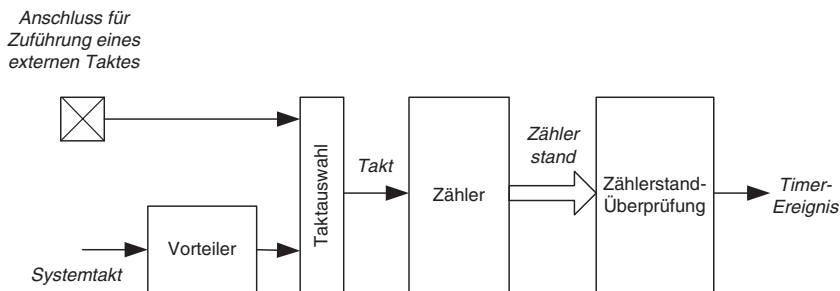 Anschluss für
Zuführung eines
externen Taktes
Taktauswahl
Takt
Zähler
Zähler
stand
Zählerstand-
Überprüfung
Timer-
Ereignis
Vorteiler
Systemtakt